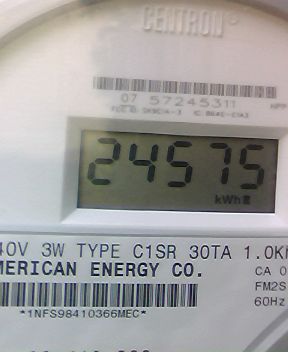 CENTRON®
07 57245311
24575
kWh
40V 3W TYPE C1SR 30TA 1.0K
MERICAN ENERGY CO.
CA 0
FM2S
60Hz
*1NFS98410366MEC*